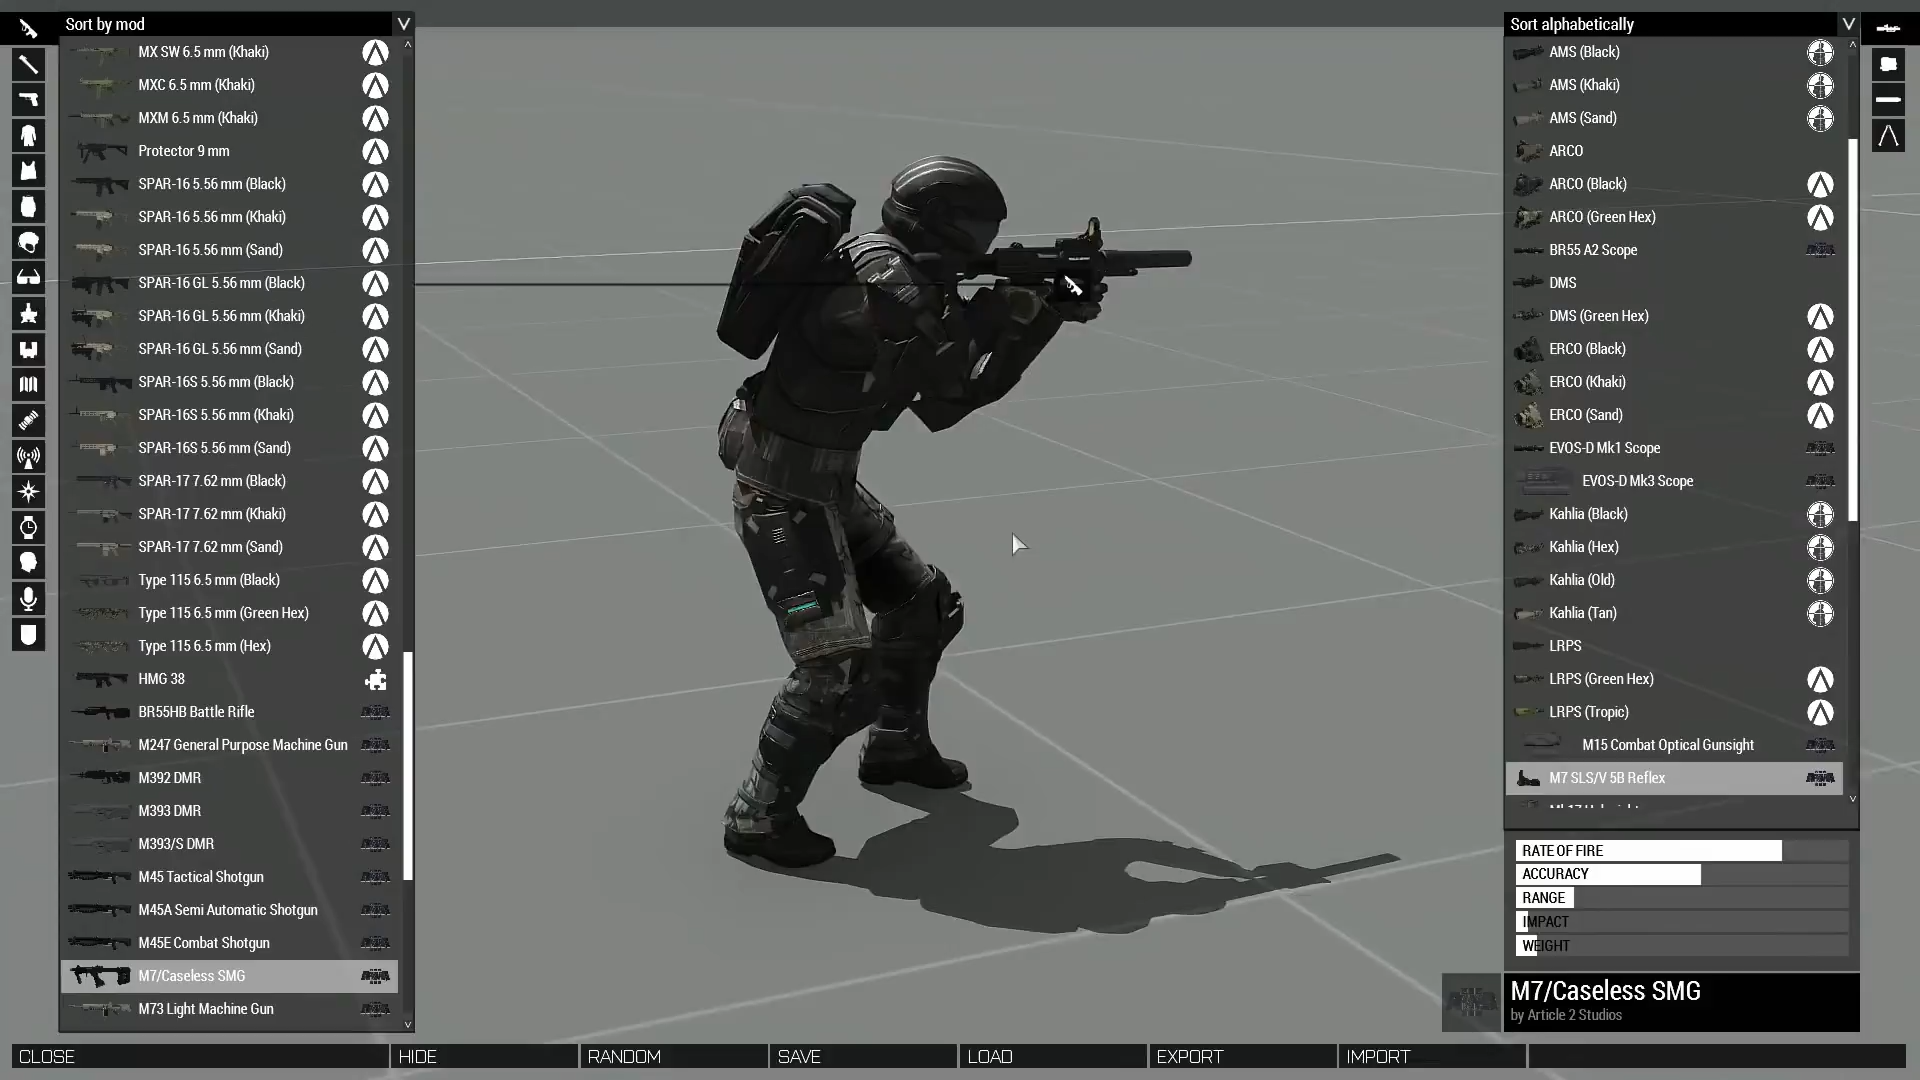 Sort by mod
MX SW 6.5 mm (Khaki)
MXC 6.5 mm (Khaki)
MXM 6.5 mm (Khaki)
Protector 9 mm
SPAR-16 5.56 mm (Black)
SPAR-16 5.56 mm (Khaki)
SPAR-16 5.56 mm (Sand)
SPAR-16 GL 5.56 mm (Black)
SPAR-16 GL 5.56 mm (Khaki)
SPAR-16 GL 5.56 mm (Sand)
SPAR-16S 5.56 mm (Black)
SPAR-16S 5.56 mm (Khaki)
SPAR-16S 5.56 mm (Sand)
SPAR-17 7.62 mm (Black)
SPAR-17 7.62 mm (Khaki)
SPAR-17 7.62 mm (Sand)
Type 115 6.5 mm (Black)
Type 115 6.5 mm (Green Hex)
Type 115 6.5 mm (Hex)
HMG 38
BR55HB Battle Rifle
M247 General Purpose Machine Gun
M392 DMR
M393 DMR
M393/S DMR
M45 Tactical Shotgun
M45A Semi Automatic Shotgun
M45E Combat Shotgun
M7/Caseless SMG
M73 Light Machine Gun
Sort alphabetically
AMS (Black)
AMS (Khaki)
AMS (Sand)
ARCO
ARCO (Black)
ARCO (Green Hex)
BR55 A2 Scope
DMS
DMS (Green Hex)
ERCO (Black)
ERCO (Khaki)
ERCO (Sand)
EVOS-D Mk1 Scope
EVOS-D Mk3 Scope
Kahlia (Black)
Kahlia (Hex)
Kahlia (Old)
Kahlia (Tan)
LRPS
LRPS (Green Hex)
LRPS (Tropic)
M15 Combat Optical Gunsight
M7 SLS/V 5B Reflex
RATE OF FIRE
ACCURACY
RANGE
IMPACT
WEIGHT
M7/Caseless SMG
by Article 2 Studios
CLOSE
HIDE
RANDOM
SAVE
LOAD
EXPORT
IMPORT